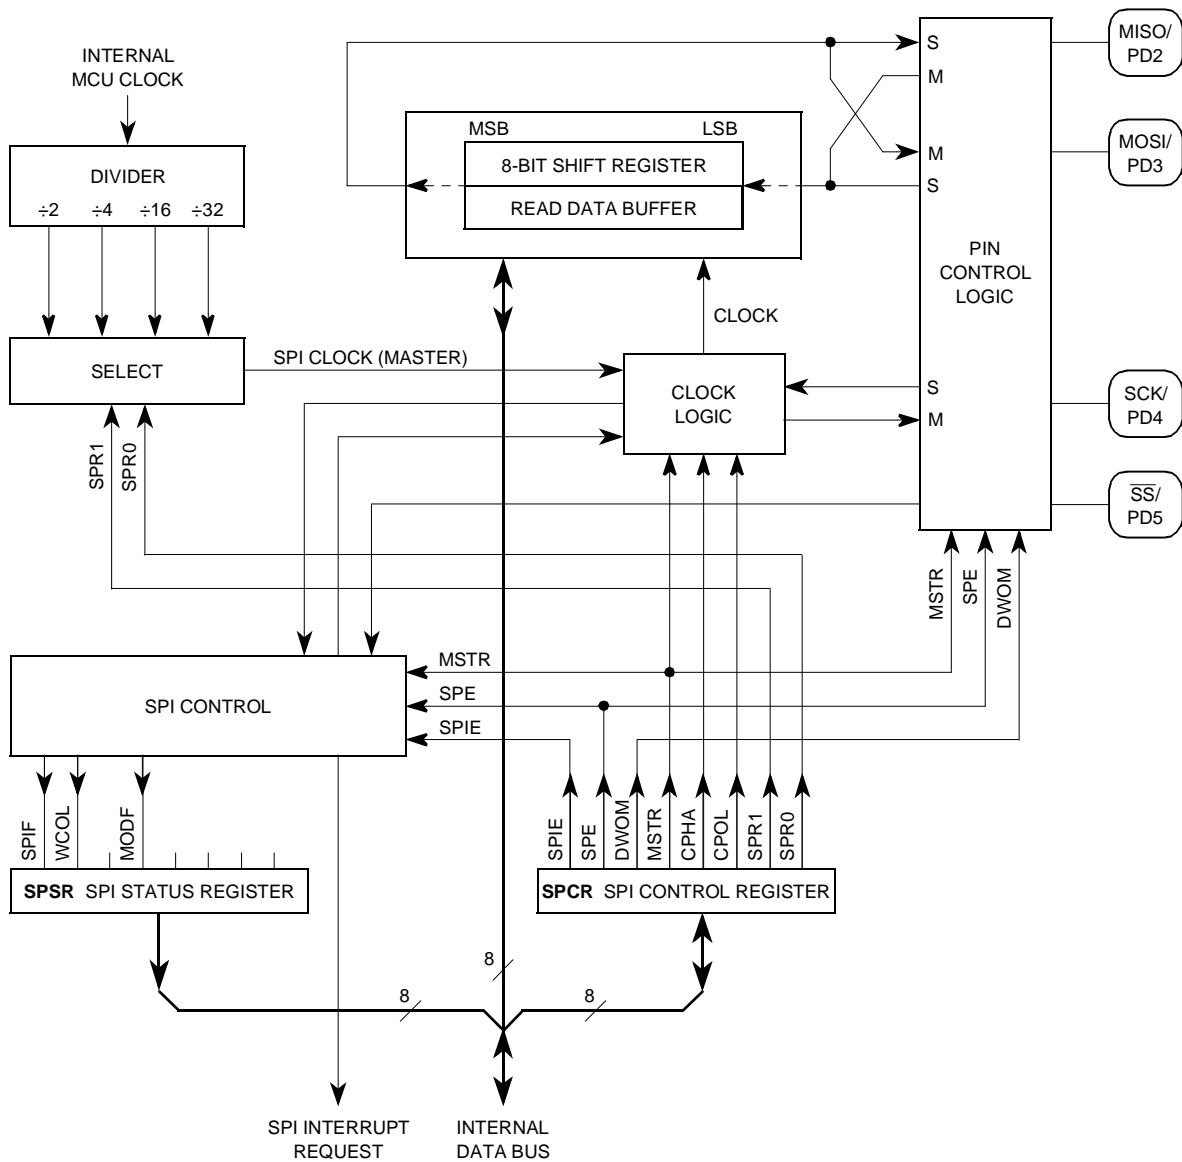 INTERNAL
MCU CLOCK
DIVIDER
÷2 ÷4 ÷16 ÷32
SELECT
SPR1
SPR0
SPI CLOCK (MASTER)
MSB LSB
8-BIT SHIFT REGISTER
READ DATA BUFFER
CLOCK
CLOCK
LOGIC
S
M
M
S
PIN
CONTROL
LOGIC
S
M
MISO/
PD2
MOSI/
PD3
SCK/
PD4
S̅S̅/
PD5
MSTR
SPE
DWOM
MSTR
SPE
SPIE
SPI CONTROL
SPIF
WCOL
MODF
SPSR SPI STATUS REGISTER
SPIE
SPE
DWOM
MSTR
CPHA
CPOL
SPR1
SPR0
SPCR SPI CONTROL REGISTER
8
8
8
SPI INTERRUPT
REQUEST
INTERNAL
DATA BUS